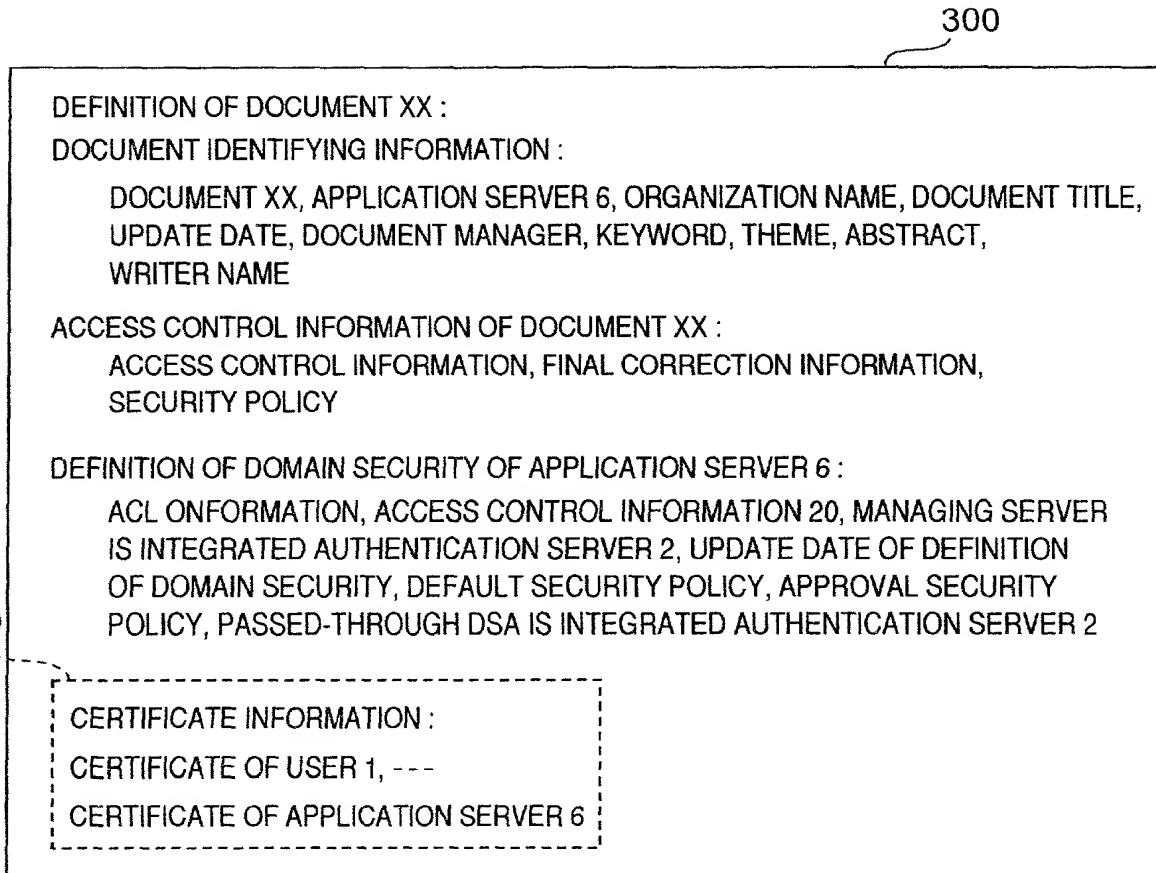 300
DEFINITION OF DOCUMENT XX :
DOCUMENT IDENTIFYING INFORMATION :
DOCUMENT XX, APPLICATION SERVER 6, ORGANIZATION NAME, DOCUMENT TITLE,
UPDATE DATE, DOCUMENT MANAGER, KEYWORD, THEME, ABSTRACT,
WRITER NAME
ACCESS CONTROL INFORMATION OF DOCUMENT XX :
ACCESS CONTROL INFORMATION, FINAL CORRECTION INFORMATION,
SECURITY POLICY
DEFINITION OF DOMAIN SECURITY OF APPLICATION SERVER 6 :
ACL ONFORMATION, ACCESS CONTROL INFORMATION 20, MANAGING SERVER
IS INTEGRATED AUTHENTICATION SERVER 2, UPDATE DATE OF DEFINITION
OF DOMAIN SECURITY, DEFAULT SECURITY POLICY, APPROVAL SECURITY
POLICY, PASSED-THROUGH DSA IS INTEGRATED AUTHENTICATION SERVER 2
CERTIFICATE INFORMATION :
CERTIFICATE OF USER 1, ---
CERTIFICATE OF APPLICATION SERVER 6